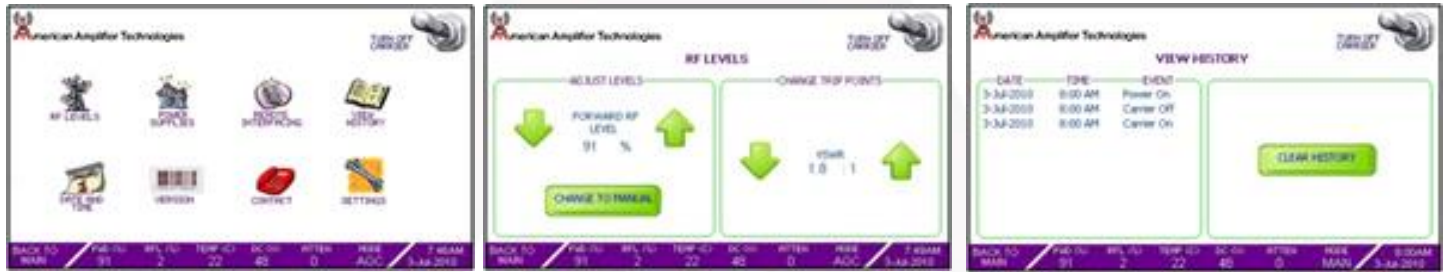 American Amplifier Technologies
TURN OFF
CARRIER
RF LEVELS
POWER
SUPPLIES
REMOTE
INTERFACING
VIEW
HISTORY
DATE AND
TIME
VERSION
CONTACT
SETTINGS
BACK TO
MAIN
FWD (%)
91
RFL (%)
2
TEMP (C)
22
DC (V)
48
ATTEN
0
MODE
AGC
7:48AM
3-Jul-2010
American Amplifier Technologies
TURN OFF
CARRIER
RF LEVELS
ADJUST LEVELS
FORWARD RF
LEVEL
91 %
CHANGE TO MANUAL
CHANGE TRIP POINTS
VSWR
1.8 : 1
BACK TO
MAIN
FWD (%)
91
RFL (%)
2
TEMP (C)
22
DC (V)
48
ATTEN
0
MODE
AGC
7:49AM
3-Jul-2010
American Amplifier Technologies
TURN OFF
CARRIER
VIEW HISTORY
DATE TIME EVENT
3-Jul-2010 8:00 AM Power On
3-Jul-2010 8:00 AM Carrier Off
3-Jul-2010 8:00 AM Carrier On
CLEAR HISTORY
BACK TO
MAIN
FWD (%)
91
RFL (%)
2
TEMP (C)
22
DC (V)
48
ATTEN
0
MODE
MAN
8:00AM
3-Jul-2010